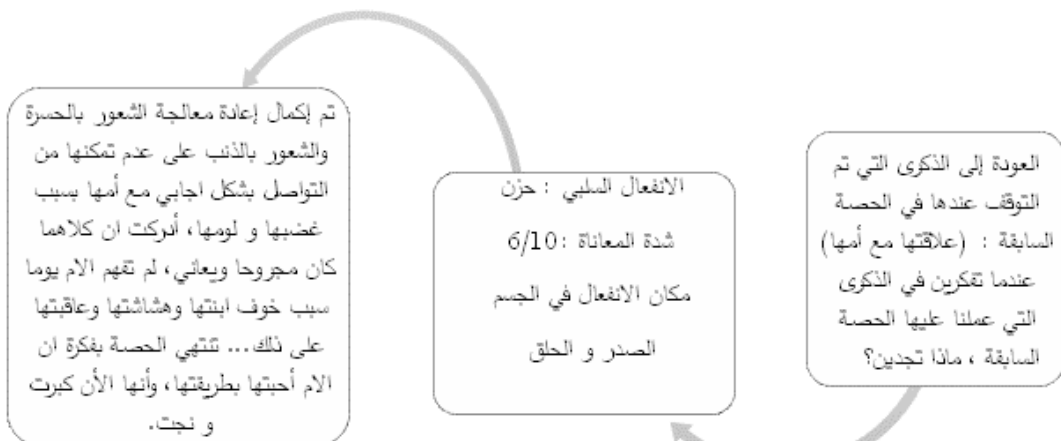 العودة إلى الذكرى التي تم
التوقف عندها في الحصة
السابقة : (علاقتها مع أمها)
عندما تفكرين في الذكرى
التي عملنا عليها الحصة
السابقة ، ماذا تجدين؟
الانفعال السلبي : حزن
شدة المعاناة :6/10
مكان الانفعال في الجسم
الصدر و الحلق
تم إكمال إعادة معالجة الشعور بالحسرة
والشعور بالذنب على عدم تمكنها من
التواصل بشكل اجابي مع أمها بسبب
غضبها و لومها، أدركت ان كلاهما
كان مجروحا ويعاني، لم تفهم الام يوما
سبب خوف ابنتها وهشاشتها وعاقبتها
على ذلك... تنتهي الحصة بفكرة ان
الام أحبتها بطريقتها، وأنها الأن كبرت
و نجت.